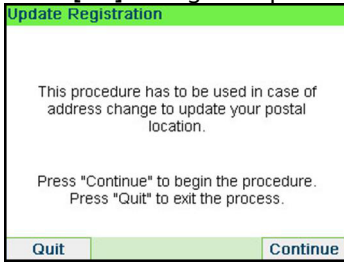 Update Registration
This procedure has to be used in case of
address change to update your postal
location.
Press "Continue" to begin the procedure.
Press "Quit" to exit the process.
Quit
Continue